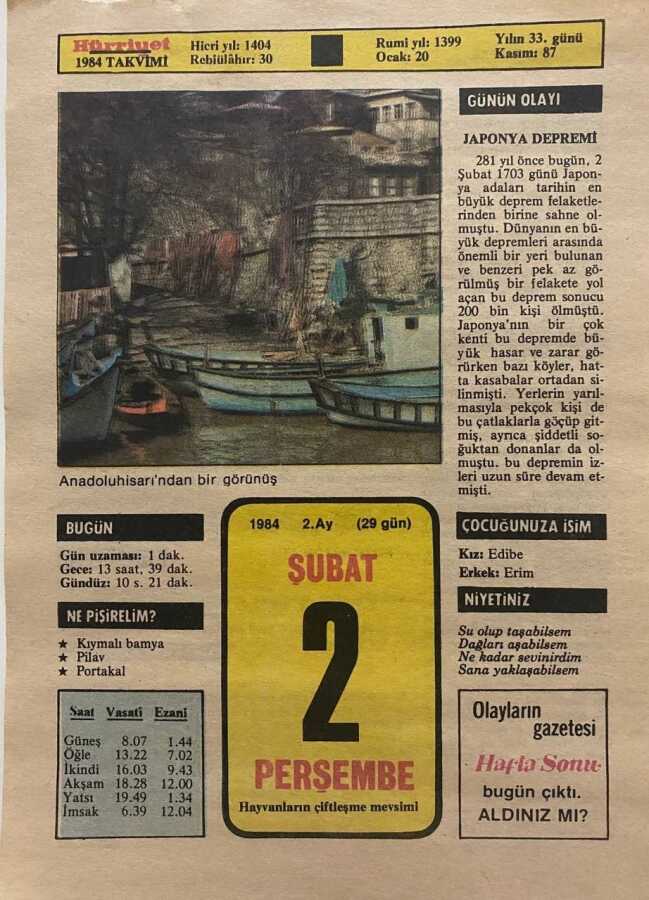 Hürriyet
1984 TAKVİMİ
Hicri yıl: 1404
Rebiülâhır: 30
Rumi yıl: 1399
Ocak: 20
Yılın 33. günü
Kasım: 87
Anadoluhisarı'ndan bir görünüş
GÜNÜN OLAYI
JAPONYA DEPREMİ
281 yıl önce bugün, 2
Şubat 1703 günü Japon-
ya adaları tarihin en
büyük deprem felaketle-
rinden birine sahne ol-
muştu. Dünyanın en bü-
yük depremleri arasında
önemli bir yeri bulunan
ve benzeri pek az gö-
rülmüş bir felakete yol
açan bu deprem sonucu
200 bin kişi ölmüştü.
Japonya'nın bir çok
kenti bu depremde bü-
yük hasar ve zarar gö-
rürken bazı köyler, hat-
ta kasabalar ortadan si-
linmişti. Yerlerin yarıl-
masıyla pekçok kişi de
bu çatlaklarla göçüp git-
miş, ayrıca şiddetli so-
ğuktan donanlar da ol-
muştu. bu depremin iz-
leri uzun süre devam et-
mişti.
BUGÜN
Gün uzaması: 1 dak.
Gece: 13 saat, 39 dak.
Gündüz: 10 s. 21 dak.
NE PİŞİRELİM?
★ Kıymalı bamya
★ Pilav
★ Portakal
Saat Vasati Ezani
Güneş 8.07 1.44
Öğle 13.22 7.02
İkindi 16.03 9.43
Akşam 18.28 12.00
Yatsı 19.49 1.34
İmsak 6.39 12.04
1984 2.Ay (29 gün)
ŞUBAT
2
PERŞEMBE
Hayvanların çiftleşme mevsimi
ÇOCUĞUNUZA İSİM
Kız: Edibe
Erkek: Erim
NİYETİNİZ
Su olup taşabilsem
Dağları aşabilsem
Ne kadar sevinirdim
Sana yaklaşabilsem
Olayların
gazetesi
Hafta Sonu
bugün çıktı.
ALDINIZ MI?